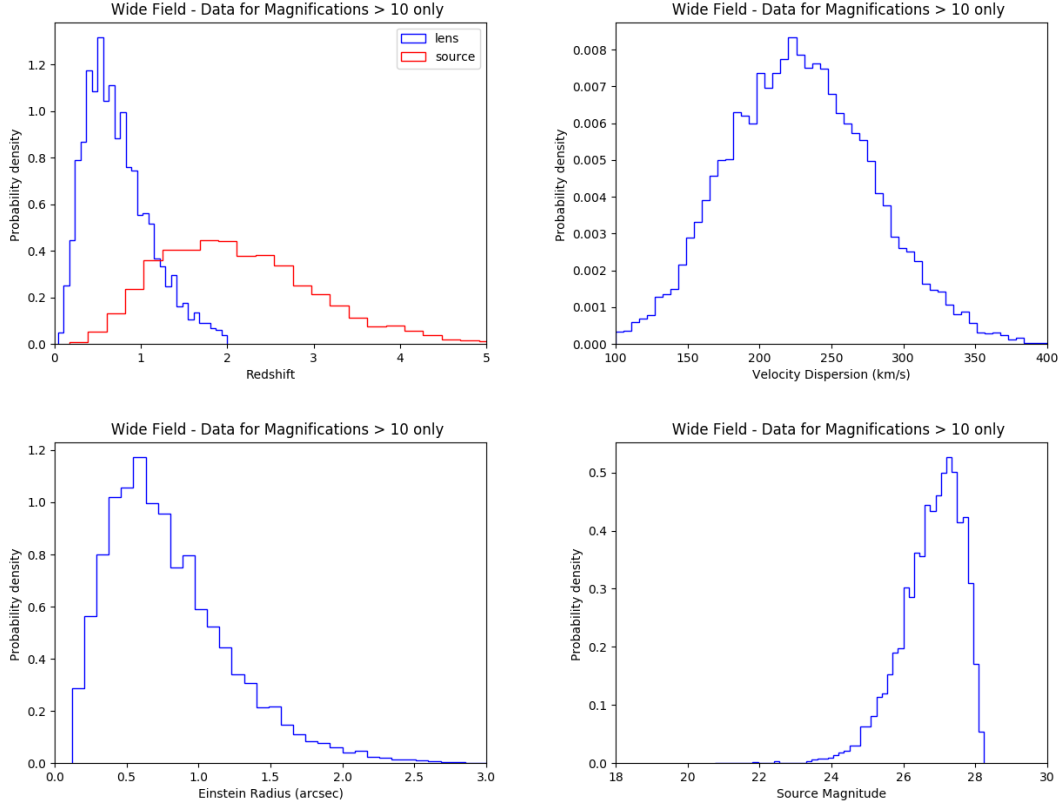 Wide Field - Data for Magnifications > 10 only
lens
source
1.2
1.0
0.8
0.6
0.4
0.2
0.0
Probability density
0 1 2 3 4 5
Redshift
Wide Field - Data for Magnifications > 10 only
0.008
0.007
0.006
0.005
0.004
0.003
0.002
0.001
0.000
Probability density
100 150 200 250 300 350 400
Velocity Dispersion (km/s)
Wide Field - Data for Magnifications > 10 only
1.2
1.0
0.8
0.6
0.4
0.2
0.0
Probability density
0.0 0.5 1.0 1.5 2.0 2.5 3.0
Einstein Radius (arcsec)
Wide Field - Data for Magnifications > 10 only
0.5
0.4
0.3
0.2
0.1
0.0
Probability density
18 20 22 24 26 28 30
Source Magnitude